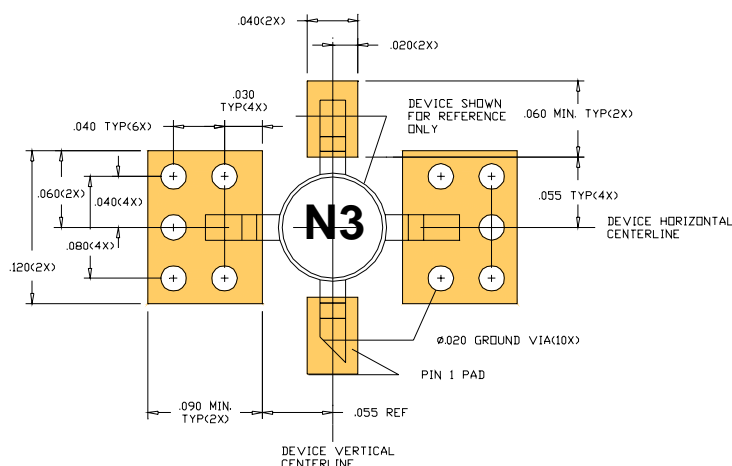 .040(2X)
.020(2X)
.030
TYP(4X)
DEVICE SHOWN
FOR REFERENCE
ONLY
.060 MIN. TYP(2X)
.040 TYP(6X)
.060(2X)
.040(4X)
.055 TYP(4X)
N3
DEVICE HORIZONTAL
CENTERLINE
.080(4X)
.120(2X)
Ø.020 GROUND VIA(10X)
PIN 1 PAD
.090 MIN.
TYP(2X)
.055 REF
DEVICE VERTICAL
CENTERLINE